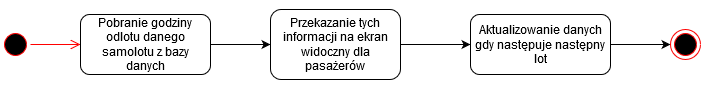 Pobranie godziny
odlotu danego
samolotu z bazy
danych
Przekazanie tych
informacji na ekran
widoczny dla
pasażerów
Aktualizowanie danych
gdy następuje następny
lot